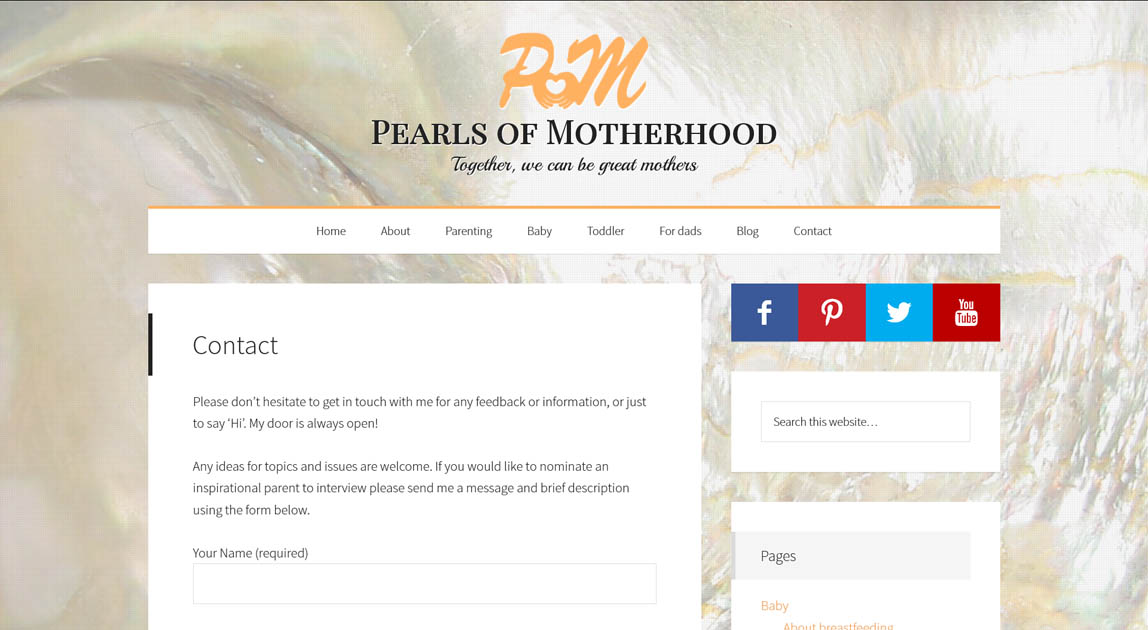 PoM
Pearls of Motherhood
Together, we can be great mothers
Home About Parenting Baby Toddler For dads Blog Contact
Contact
Please don’t hesitate to get in touch with me for any feedback or information, or just
to say ‘Hi’. My door is always open!
Any ideas for topics and issues are welcome. If you would like to nominate an
inspirational parent to interview please send me a message and brief description
using the form below.
Your Name (required)
You
Tube
Search this website…
Pages
Baby
About breastfeeding